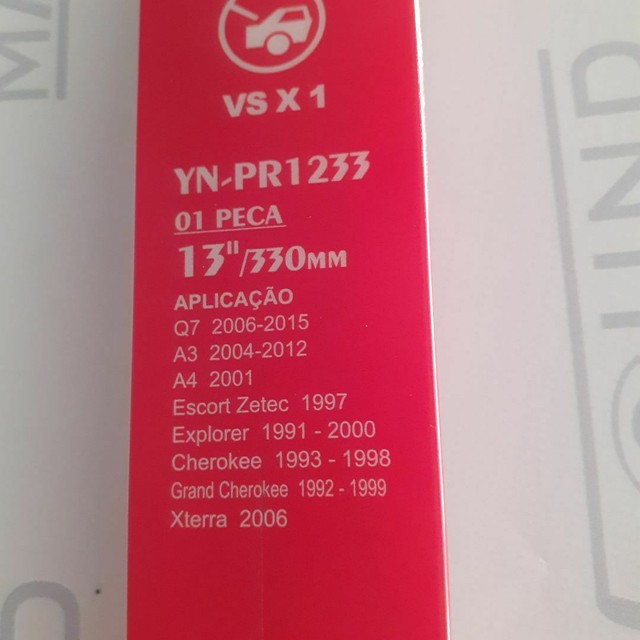 VS X 1
YN-PR1233
01 PECA
13"/330MM
APLICAÇÃO
Q7 2006-2015
A3 2004-2012
A4 2001
Escort Zetec 1997
Explorer 1991 - 2000
Cherokee 1993 - 1998
Grand Cherokee 1992 - 1999
Xterra 2006